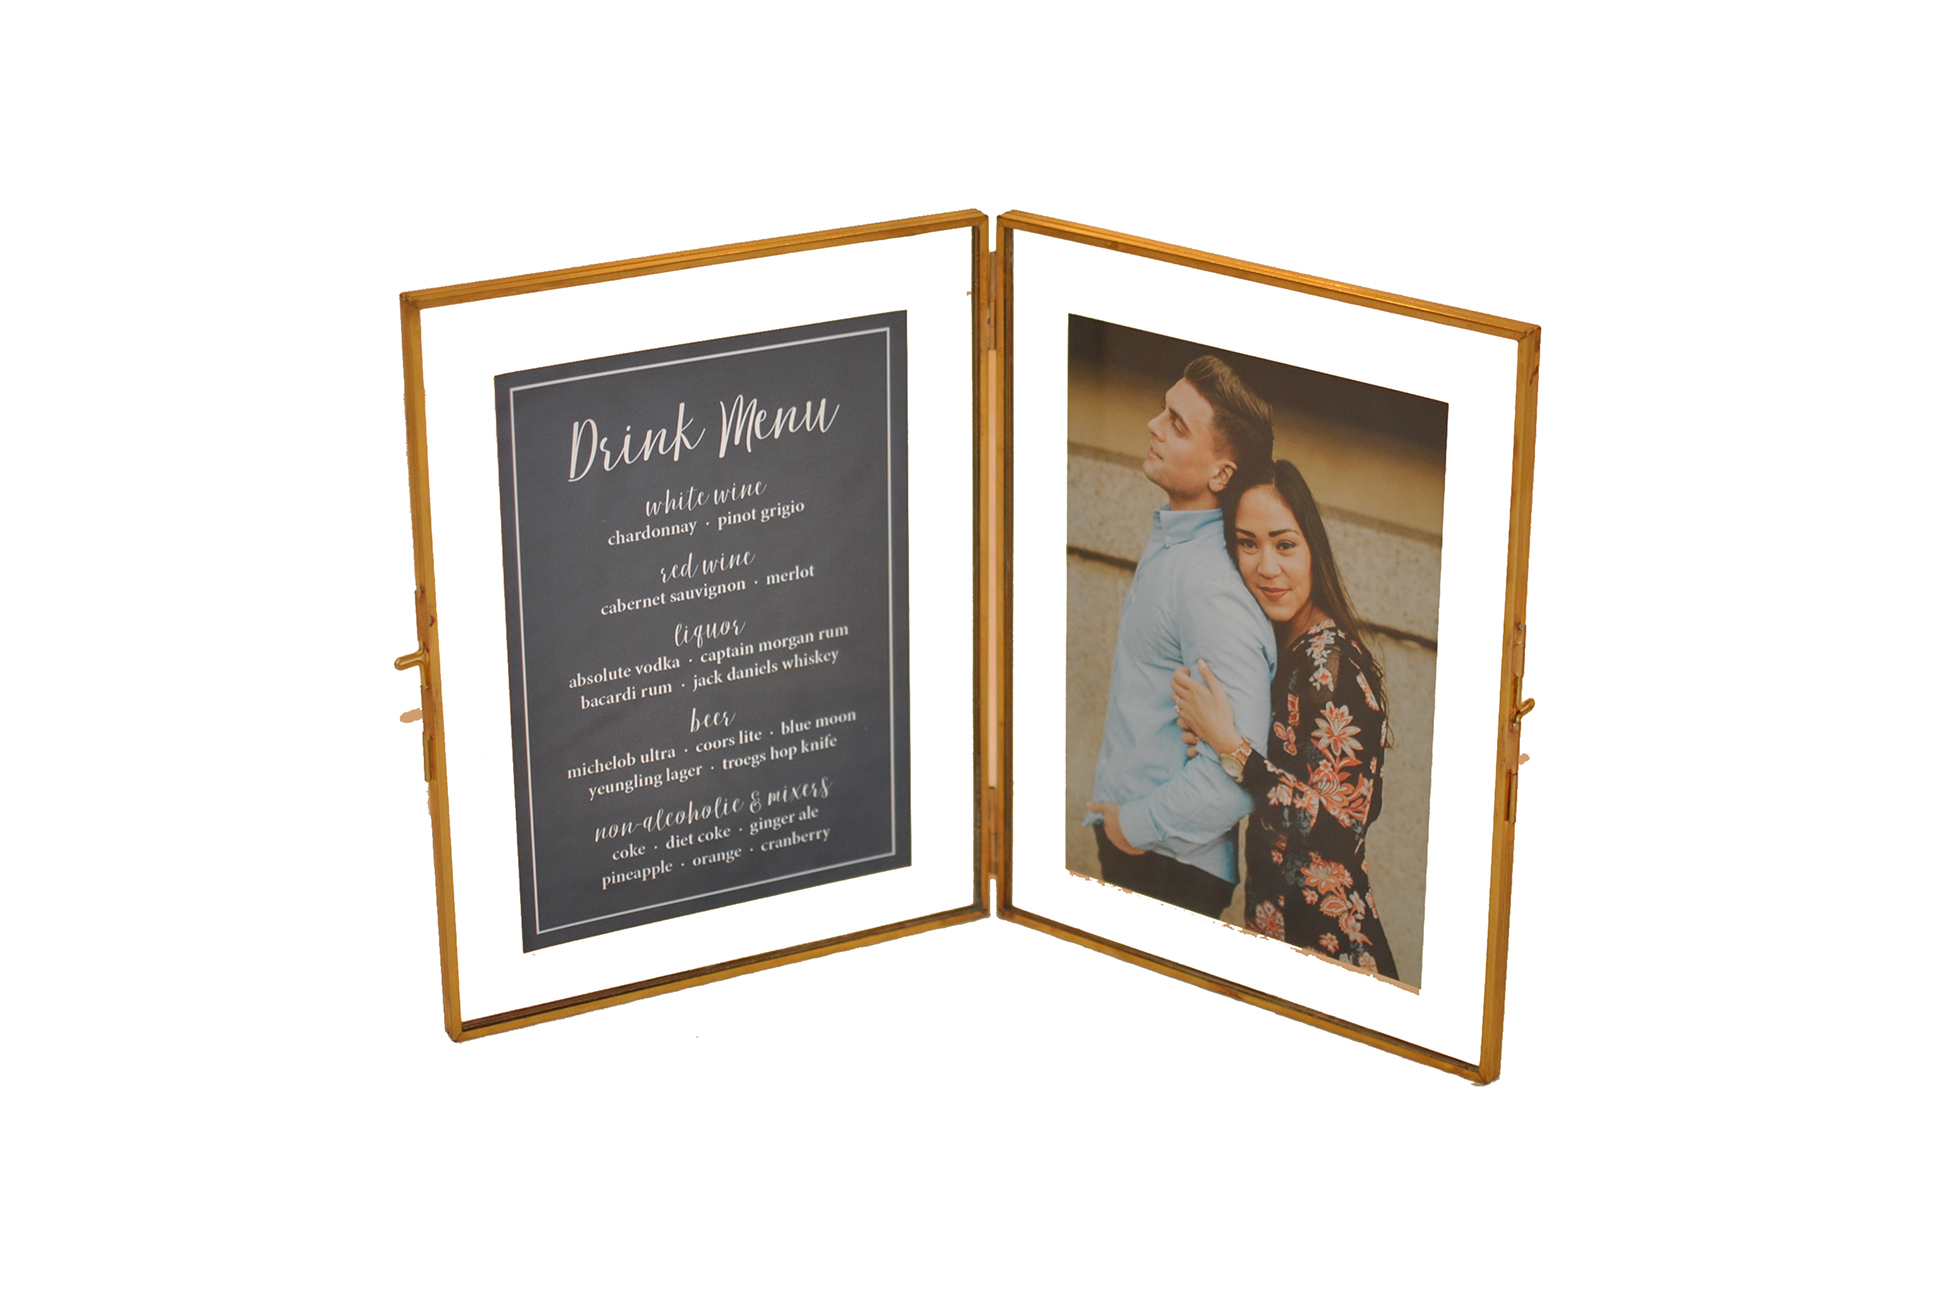 Drink Menu
white wine
chardonnay · pinot grigio
red wine
cabernet sauvignon · merlot
liquor
absolute vodka · captain morgan rum
bacardi rum · jack daniels whiskey
beer
michelob ultra · coors lite · blue moon
yeungling lager · troegs hop knife
non-alcoholic & mixers
coke · diet coke · ginger ale
pineapple · orange · cranberry